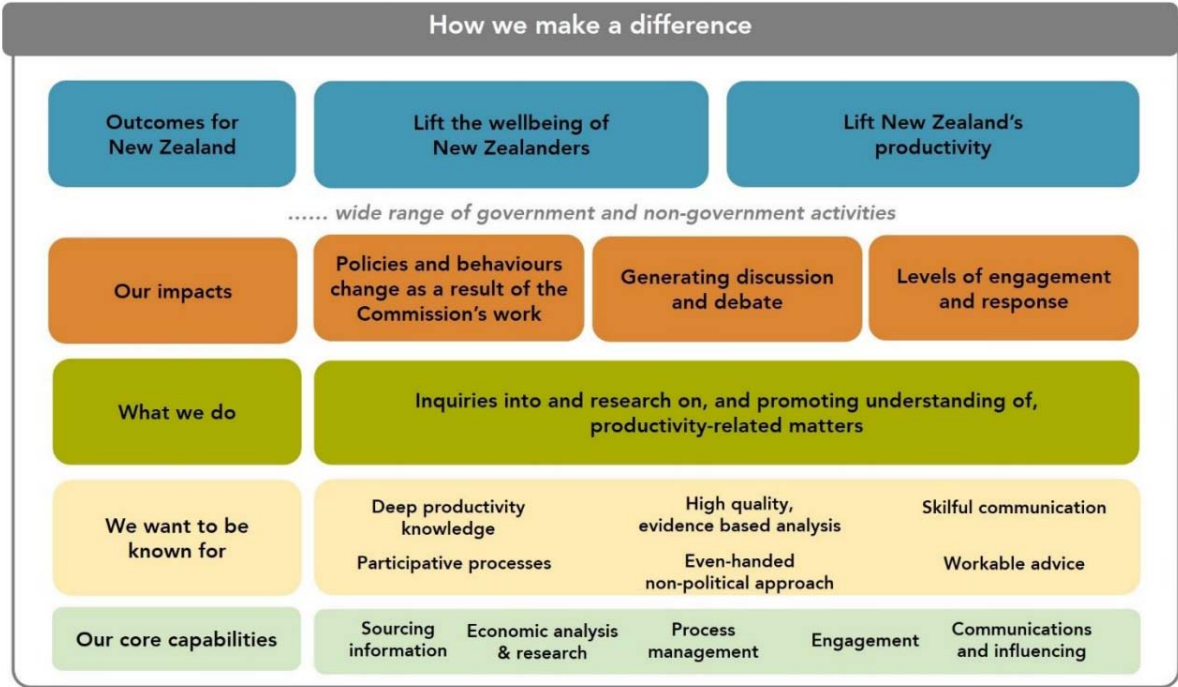 How we make a difference
Outcomes for
New Zealand
Lift the wellbeing of
New Zealanders
Lift New Zealand's
productivity
...... wide range of government and non-government activities
Our impacts
Policies and behaviours
change as a result of the
Commission's work
Generating discussion
and debate
Levels of engagement
and response
What we do
Inquiries into and research on, and promoting understanding of,
productivity-related matters
We want to be
known for
Deep productivity
knowledge
High quality,
evidence based analysis
Skilful communication
Participative processes
Even-handed
non-political approach
Workable advice
Our core capabilities
Sourcing
information
Economic analysis
& research
Process
management
Engagement
Communications
and influencing